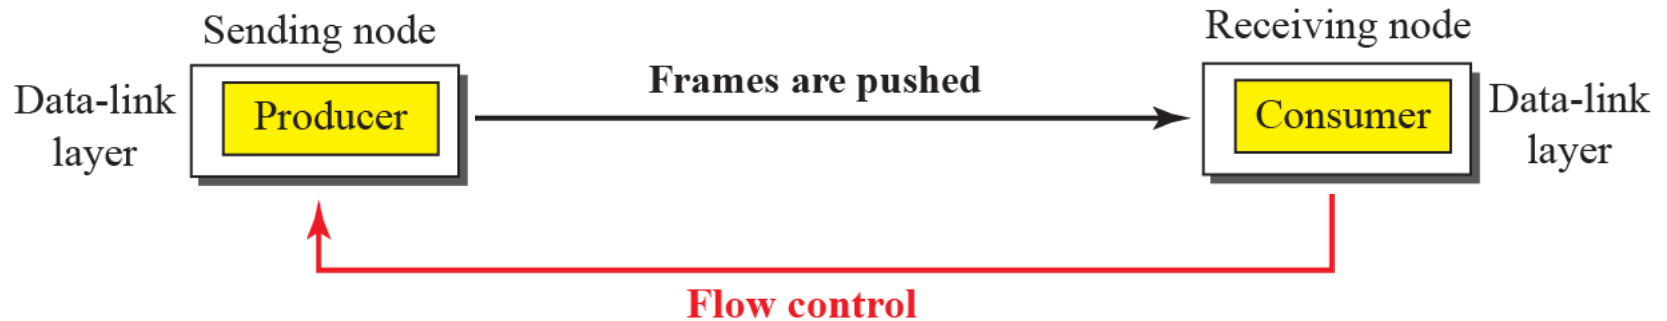 Sending node
Receiving node
Data-link
layer
Producer
Frames are pushed
Consumer
Data-link
layer
Flow control